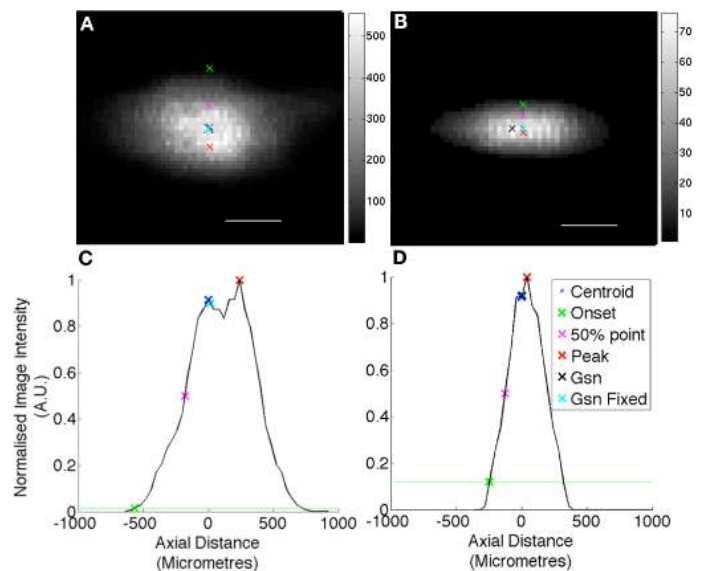 A
500
400
300
200
100
B
70
60
50
40
30
20
10
C
Normalised Image Intensity
(A.U.)
1
0.8
0.6
0.4
0.2
0
-1000 -500 0 500 1000
Axial Distance
(Micrometres)
D
1
0.8
0.6
0.4
0.2
0
-1000 -500 0 500 1000
Axial Distance
(Micrometres)
Centroid
Onset
50% point
Peak
Gsn
Gsn Fixed